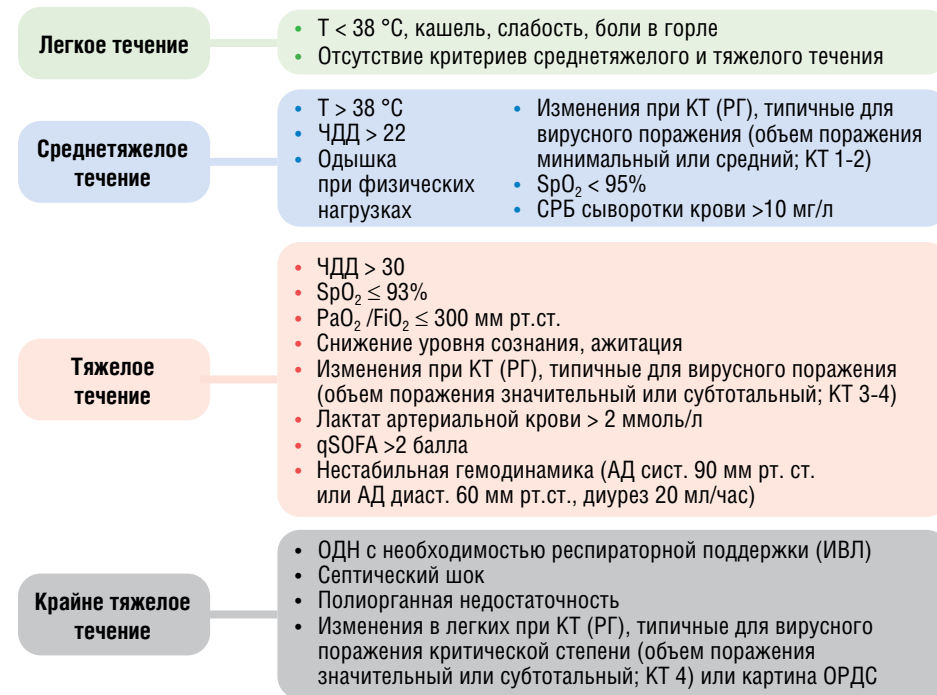 Легкое течение
• T < 38 °C, кашель, слабость, боли в горле
• Отсутствие критериев среднетяжелого и тяжелого течения
Среднетяжелое
течение
• T > 38 °C
• ЧДД > 22
• Одышка
при физических
нагрузках
• Изменения при КТ (РГ), типичные для
вирусного поражения (объем поражения
минимальный или средний; КТ 1-2)
• SpO₂ < 95%
• СРБ сыворотки крови >10 мг/л
Тяжелое
течение
• ЧДД > 30
• SpO₂ ≤ 93%
• PaO₂ /FiO₂ ≤ 300 мм рт.ст.
• Снижение уровня сознания, ажитация
• Изменения при КТ (РГ), типичные для вирусного поражения
(объем поражения значительный или субтотальный; КТ 3-4)
• Лактат артериальной крови > 2 ммоль/л
• qSOFA >2 балла
• Нестабильная гемодинамика (АД сист. 90 мм рт. ст.
или АД диаст. 60 мм рт.ст., диурез 20 мл/час)
Крайне тяжелое
течение
• ОДН с необходимостью респираторной поддержки (ИВЛ)
• Септический шок
• Полиорганная недостаточность
• Изменения в легких при КТ (РГ), типичные для вирусного
поражения критической степени (объем поражения
значительный или субтотальный; КТ 4) или картина ОРДС